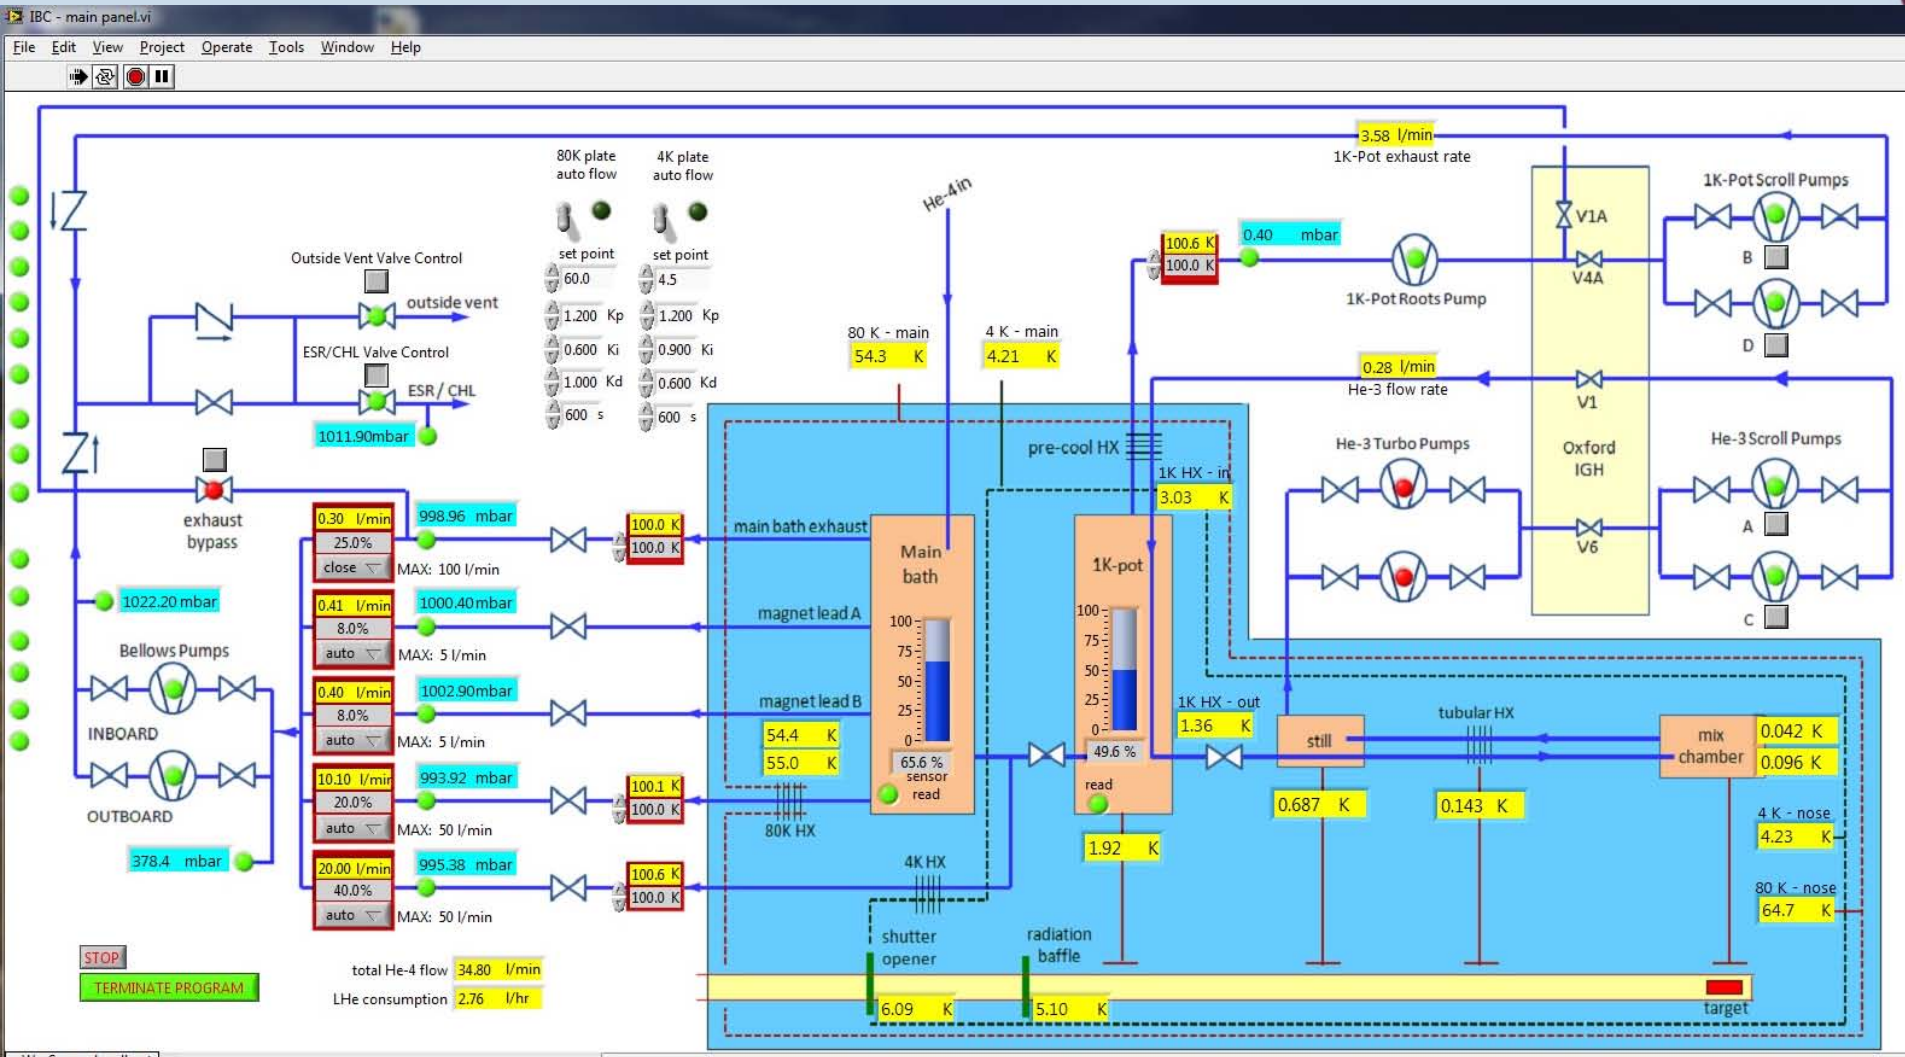 IBC - main panel.vi
File Edit View Project Operate Tools Window Help
3.58 l/min
1K-Pot exhaust rate
80K plate
auto flow
4K plate
auto flow
set point
60.0
1.200 Kp
0.600 Ki
1.000 Kd
600 s
set point
4.5
1.200 Kp
0.900 Ki
0.600 Kd
600 s
He-4 in
Outside Vent Valve Control
outside vent
ESR/CHL Valve Control
ESR / CHL
1011.90mbar
exhaust
bypass
1022.20 mbar
Bellows Pumps
INBOARD
OUTBOARD
378.4 mbar
0.30 l/min
25.0%
close
998.96 mbar
MAX: 100 l/min
100.0 K
100.0 K
0.41 l/min
8.0%
auto
1000.40mbar
MAX: 5 l/min
0.40 l/min
8.0%
auto
1002.90mbar
MAX: 5 l/min
10.10 l/min
20.0%
auto
993.92 mbar
MAX: 50 l/min
100.1 K
100.0 K
20.00 l/min
40.0%
auto
995.38 mbar
MAX: 50 l/min
100.6 K
100.0 K
STOP
TERMINATE PROGRAM
total He-4 flow 34.80 l/min
LHe consumption 2.76 l/hr
80 K - main
54.3 K
4 K - main
4.21 K
100.6 K
100.0 K
0.40 mbar
1K-Pot Roots Pump
V1A
V4A
1K-Pot Scroll Pumps
B
D
0.28 l/min
He-3 flow rate
V1
Oxford
IGH
V6
He-3 Turbo Pumps
He-3 Scroll Pumps
A
C
pre-cool HX
1K HX - in
3.03 K
main bath exhaust
magnet lead A
magnet lead B
54.4 K
55.0 K
80K HX
Main
bath
100
75
50
25
0
65.6 %
sensor
read
1K-pot
100
75
50
25
0
49.6 %
read
1.92 K
1K HX - out
1.36 K
still
0.687 K
tubular HX
0.143 K
mix
chamber
0.042 K
0.096 K
4 K - nose
4.23 K
80 K - nose
64.7 K
4K HX
shutter
opener
6.09 K
radiation
baffle
5.10 K
target